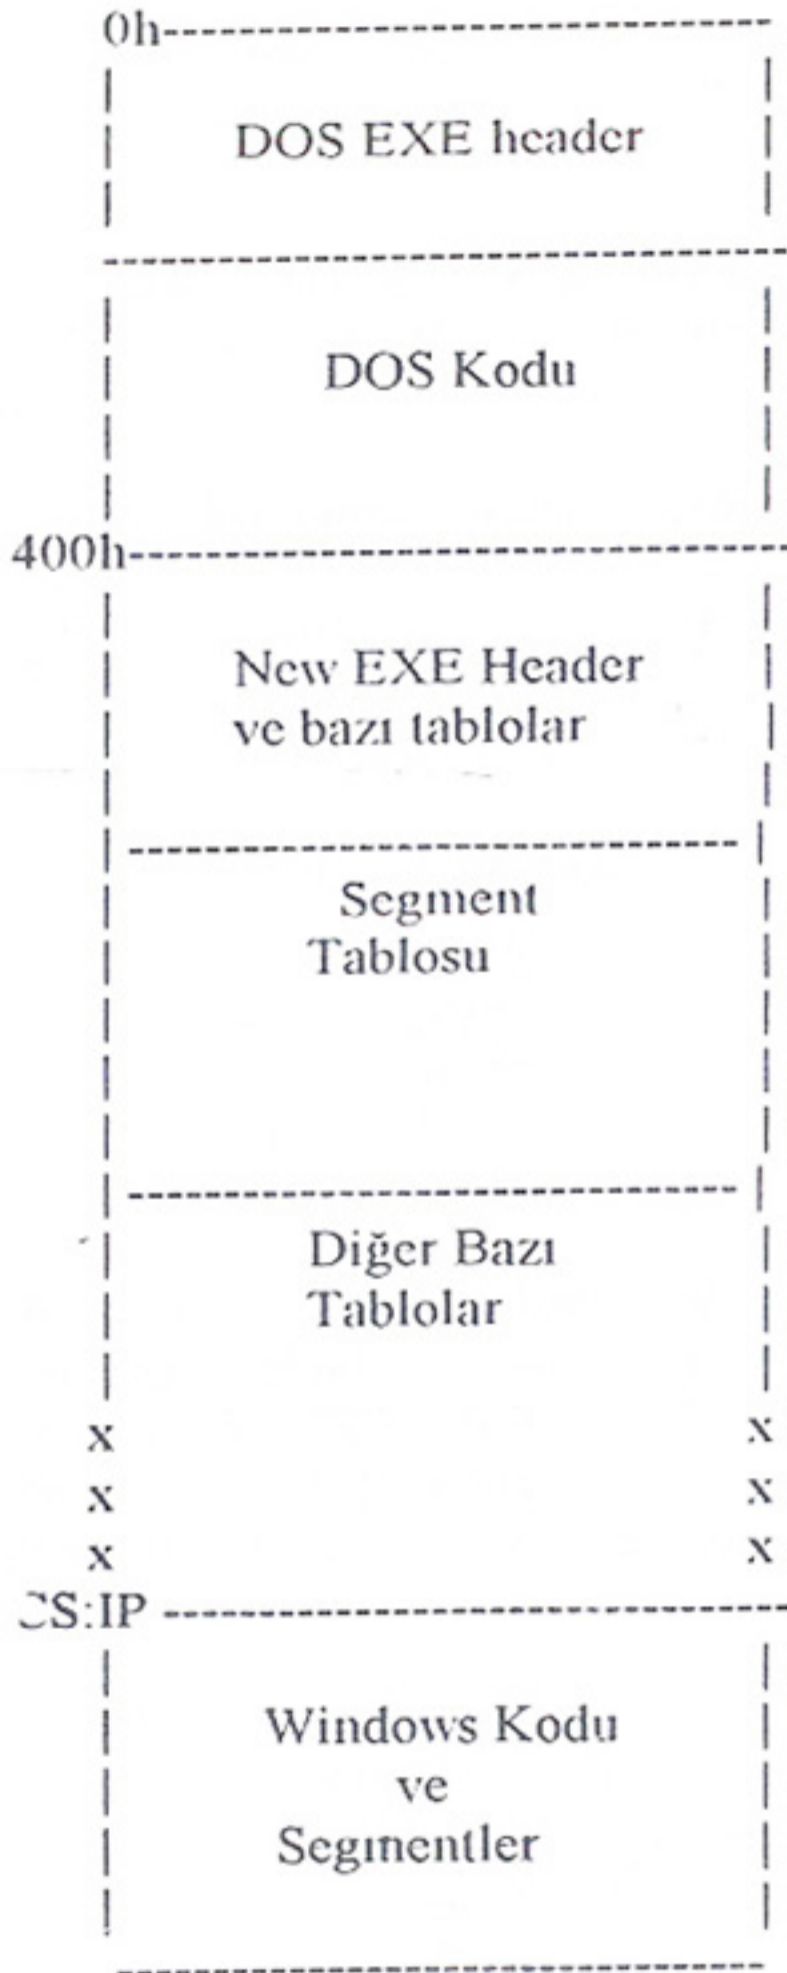 0h
DOS EXE header
DOS Kodu
400h
New EXE Header
ve bazı tablolar
Segment
Tablosu
Diğer Bazı
Tablolar
x x
x x
x x
CS:IP
Windows Kodu
ve
Segmentler